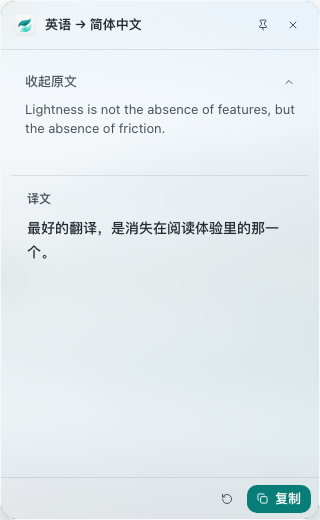 英语 → 简体中文
收起原文
Lightness is not the absence of features, but
the absence of friction.
译文
最好的翻译，是消失在阅读体验里的那一
个。
复制